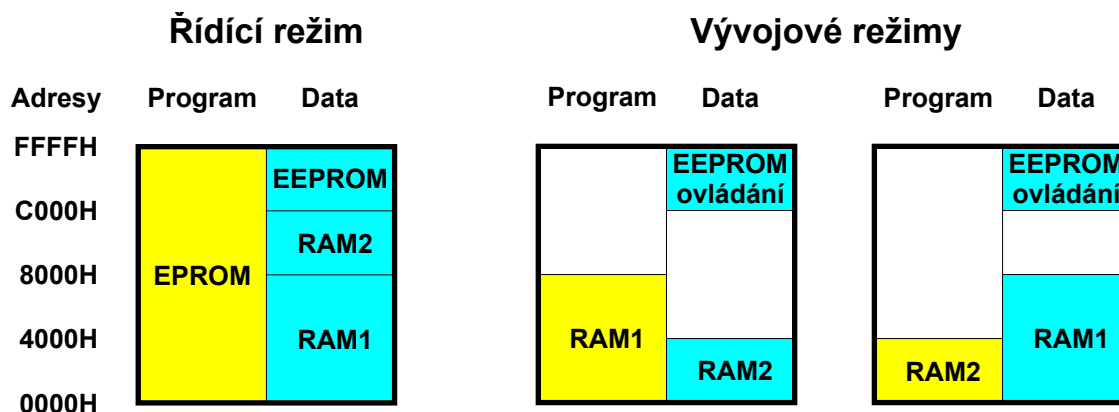 Řídící režim
Vývojové režimy
Adresy Program Data
Program Data
Program Data
FFFFH
C000H
8000H
4000H
0000H
EPROM
EEPROM
RAM2
RAM1
RAM1
EEPROM
ovládání
RAM2
RAM2
EEPROM
ovládání
RAM1